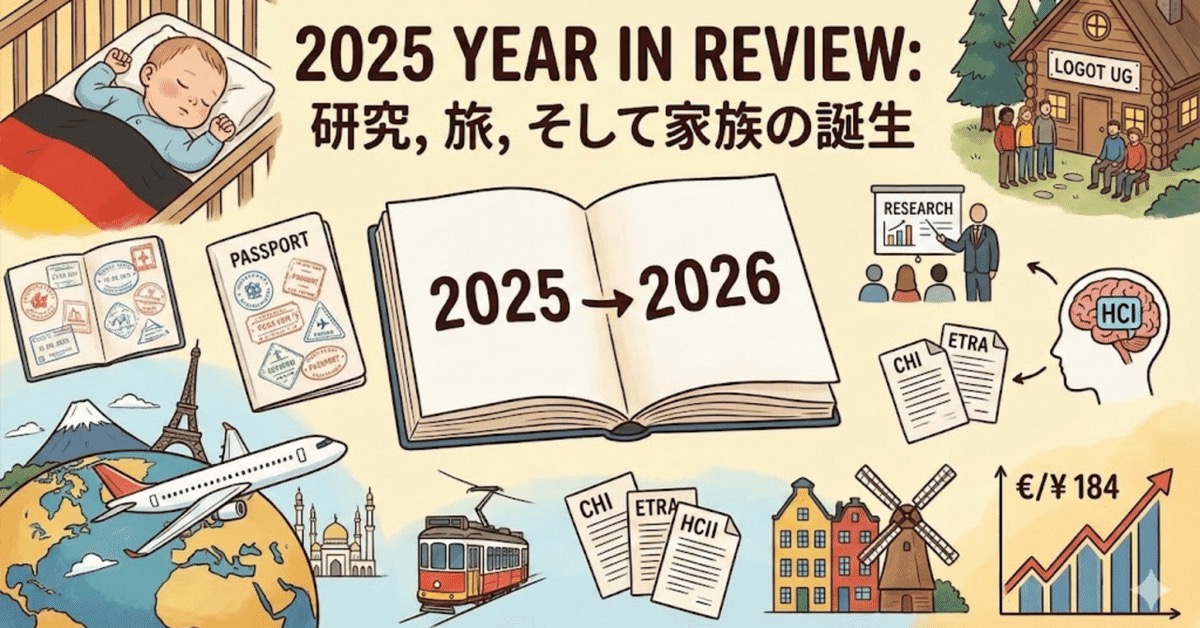 2025 YEAR IN REVIEW:
研究, 旅, そして家族の誕生
LOGOT UG
PASSPORT
2025→2026
RESEARCH
HCI
CHI
ETRA
CHI
ETRA
HCII
€/¥ 184